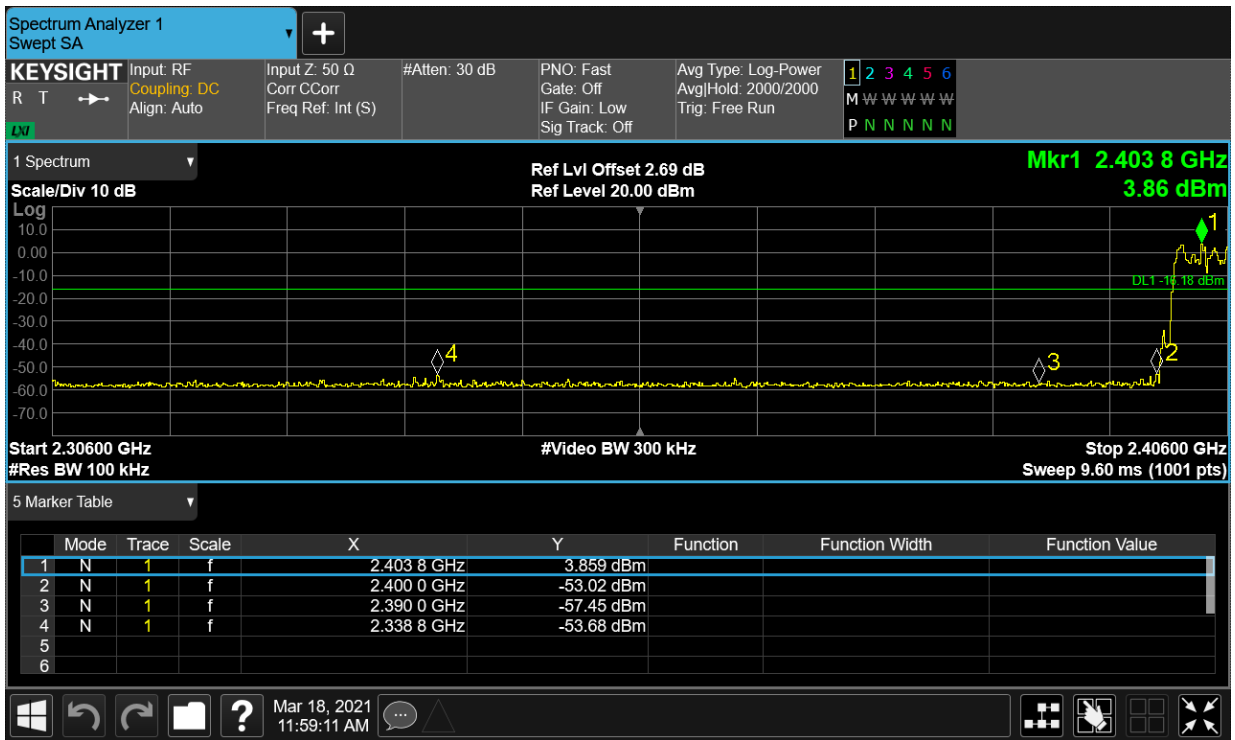 Spectrum Analyzer 1
Swept SA
+
KEYSIGHT Input: RF Input Z: 50 Ω #Atten: 30 dB PNO: Fast Avg Type: Log-Power 1 2 3 4 5 6
R T Coupling: DC Corr CCorr Gate: Off Avg|Hold: 2000/2000 M W W W W W
Align: Auto Freq Ref: Int (S) IF Gain: Low Trig: Free Run
LXI Sig Track: Off P N N N N N
1 Spectrum Ref Lvl Offset 2.69 dB Mkr1 2.403 8 GHz
Scale/Div 10 dB Ref Level 20.00 dBm 3.86 dBm
Log
1
10.0
0.00
-10.0
DL1 -16.18 dBm
-20.0
-30.0
-40.0
4 3 2
-50.0
-60.0
-70.0
Start 2.30600 GHz #Video BW 300 kHz Stop 2.40600 GHz
#Res BW 100 kHz Sweep 9.60 ms (1001 pts)
5 Marker Table
Mode Trace Scale X Y Function Function Width Function Value
1 N 1 f 2.403 8 GHz 3.859 dBm
2 N 1 f 2.400 0 GHz -53.02 dBm
3 N 1 f 2.390 0 GHz -57.45 dBm
4 N 1 f 2.338 8 GHz -53.68 dBm
5
6
? Mar 18, 2021
11:59:11 AM